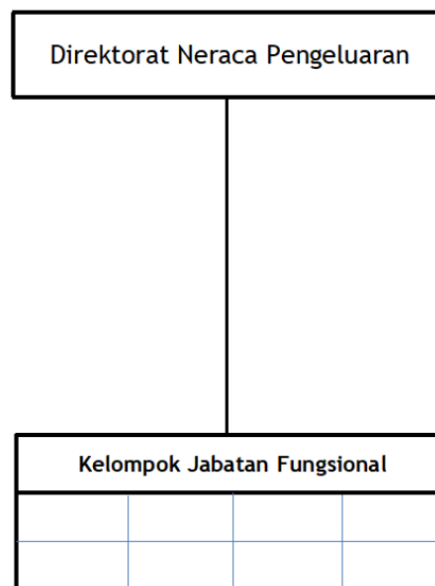 Direktorat Neraca Pengeluaran
Kelompok Jabatan Fungsional